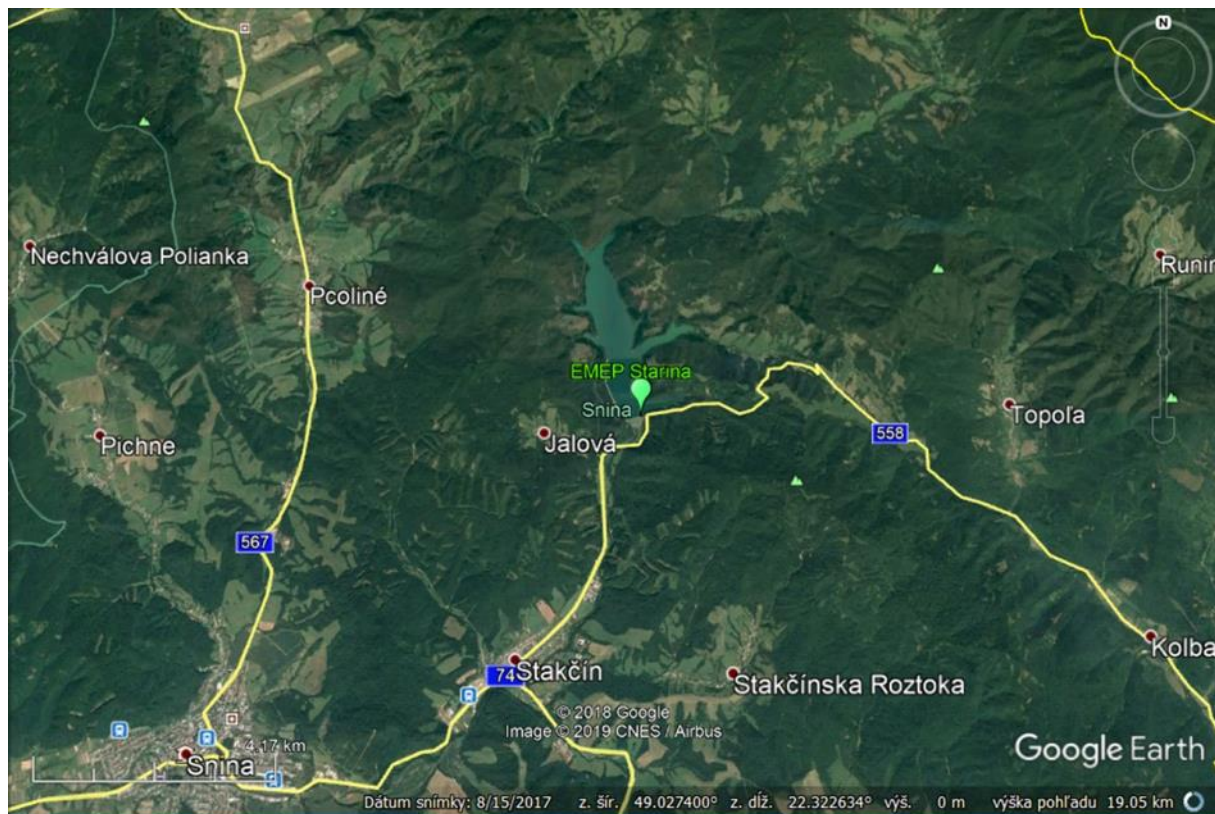 N
Nechválova Polianka
Runin
Pcoliné
EMEP Starina
Snina
Topoľa
Jalová
558
Pichne
567
Kolba
Stakčín
74
Stakčínska Roztoka
© 2018 Google
Image © 2019 CNES / Airbus
4.17 km
Snina
Google Earth
Dátum snímky: 8/15/2017 z. šír. 49.027400° z. dĺž. 22.322634° výš. 0 m výška pohľadu 19.05 km